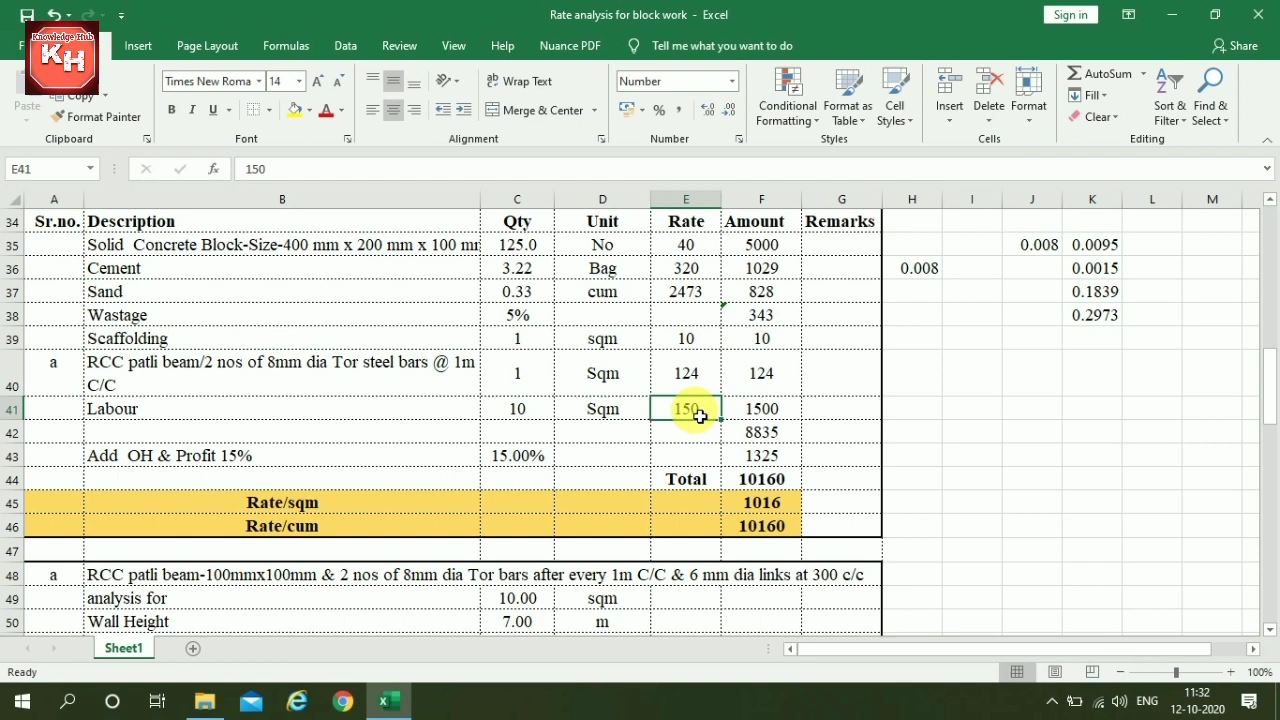 Rate analysis for block work - Excel
Sign in
Knowledge Hub
KH
F
Insert
Page Layout
Formulas
Data
Review
View
Help
Nuance PDF
Tell me what you want to do
Share
Paste
Copy
Format Painter
Clipboard
Times New Roma
14
B I U
Font
Wrap Text
Merge & Center
Alignment
Number
%
Number
Conditional
Formatting
Format as
Table
Cell
Styles
Styles
Insert
Delete
Format
Cells
AutoSum
Fill
Clear
Sort &
Filter
Find &
Select
Editing
E41
fx
150
A B C D E F G H I J K L M
34 Sr.no. Description Qty Unit Rate Amount Remarks
35 Solid Concrete Block-Size-400 mm x 200 mm x 100 mm 125.0 No 40 5000 0.008 0.0095
36 Cement 3.22 Bag 320 1029 0.008 0.0015
37 Sand 0.33 cum 2473 828 0.1839
38 Wastage 5% 343 0.2973
39 Scaffolding 1 sqm 10 10
a RCC patli beam/2 nos of 8mm dia Tor steel bars @ 1m
40 C/C 1 Sqm 124 124
41 Labour 10 Sqm 150 1500
42 8835
43 Add OH & Profit 15% 15.00% 1325
44 Total 10160
45 Rate/sqm 1016
46 Rate/cum 10160
47
48 a RCC patli beam-100mmx100mm & 2 nos of 8mm dia Tor bars after every 1m C/C & 6 mm dia links at 300 c/c
49 analysis for 10.00 sqm
50 Wall Height 7.00 m
Sheet1
Ready
100%
ENG
11:32
12-10-2020